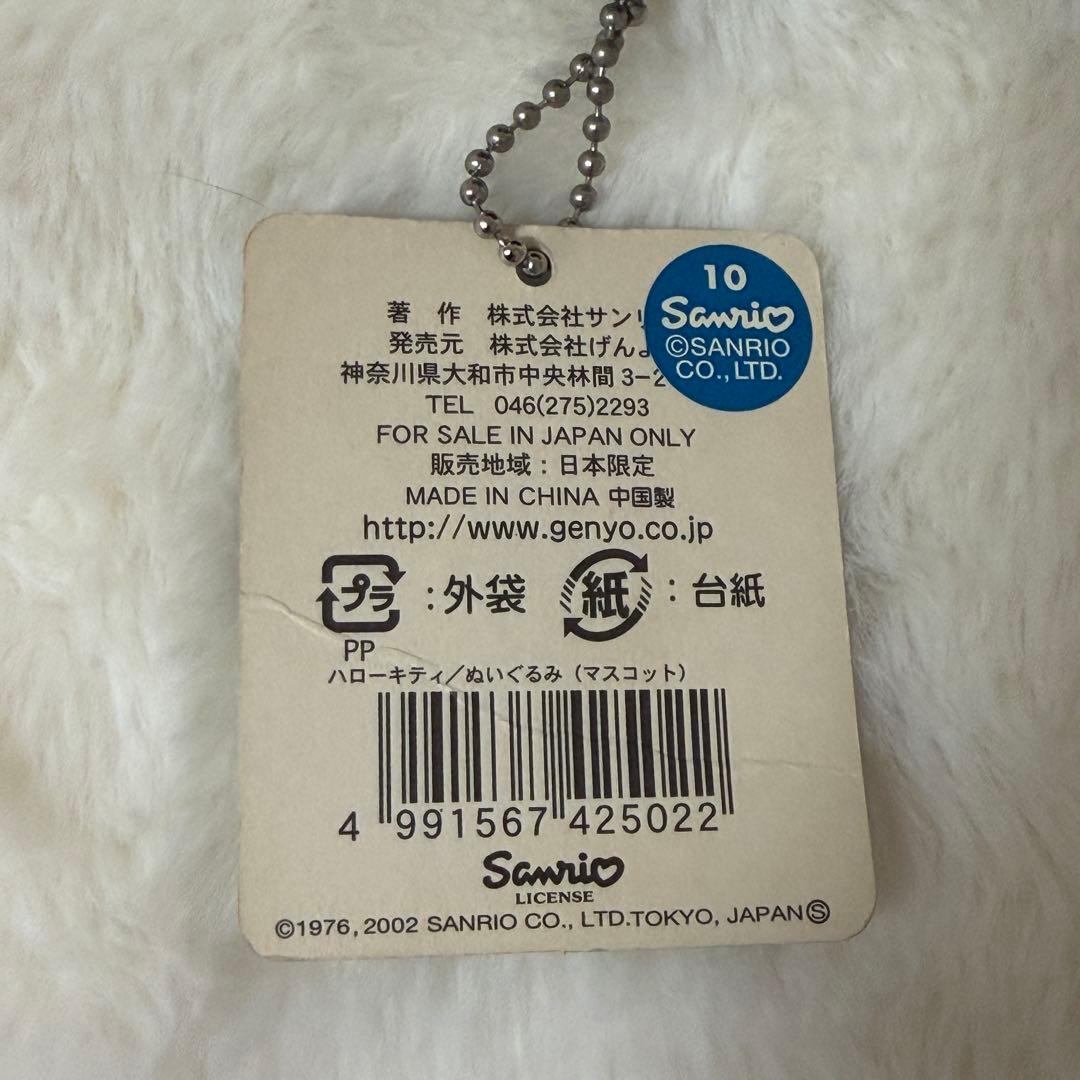 10
Sanrio
©SANRIO
CO., LTD.
著 作 株式会社サンリ
発売元 株式会社げんよ
神奈川県大和市中央林間3-2
TEL 046(275)2293
FOR SALE IN JAPAN ONLY
販売地域：日本限定
MADE IN CHINA 中国製
http://www.genyo.co.jp
プラ：外袋 紙：台紙
PP
ハローキティ／ぬいぐるみ（マスコット）
4 991567 425022
Sanrio
LICENSE
©1976, 2002 SANRIO CO., LTD.TOKYO, JAPANⓈ